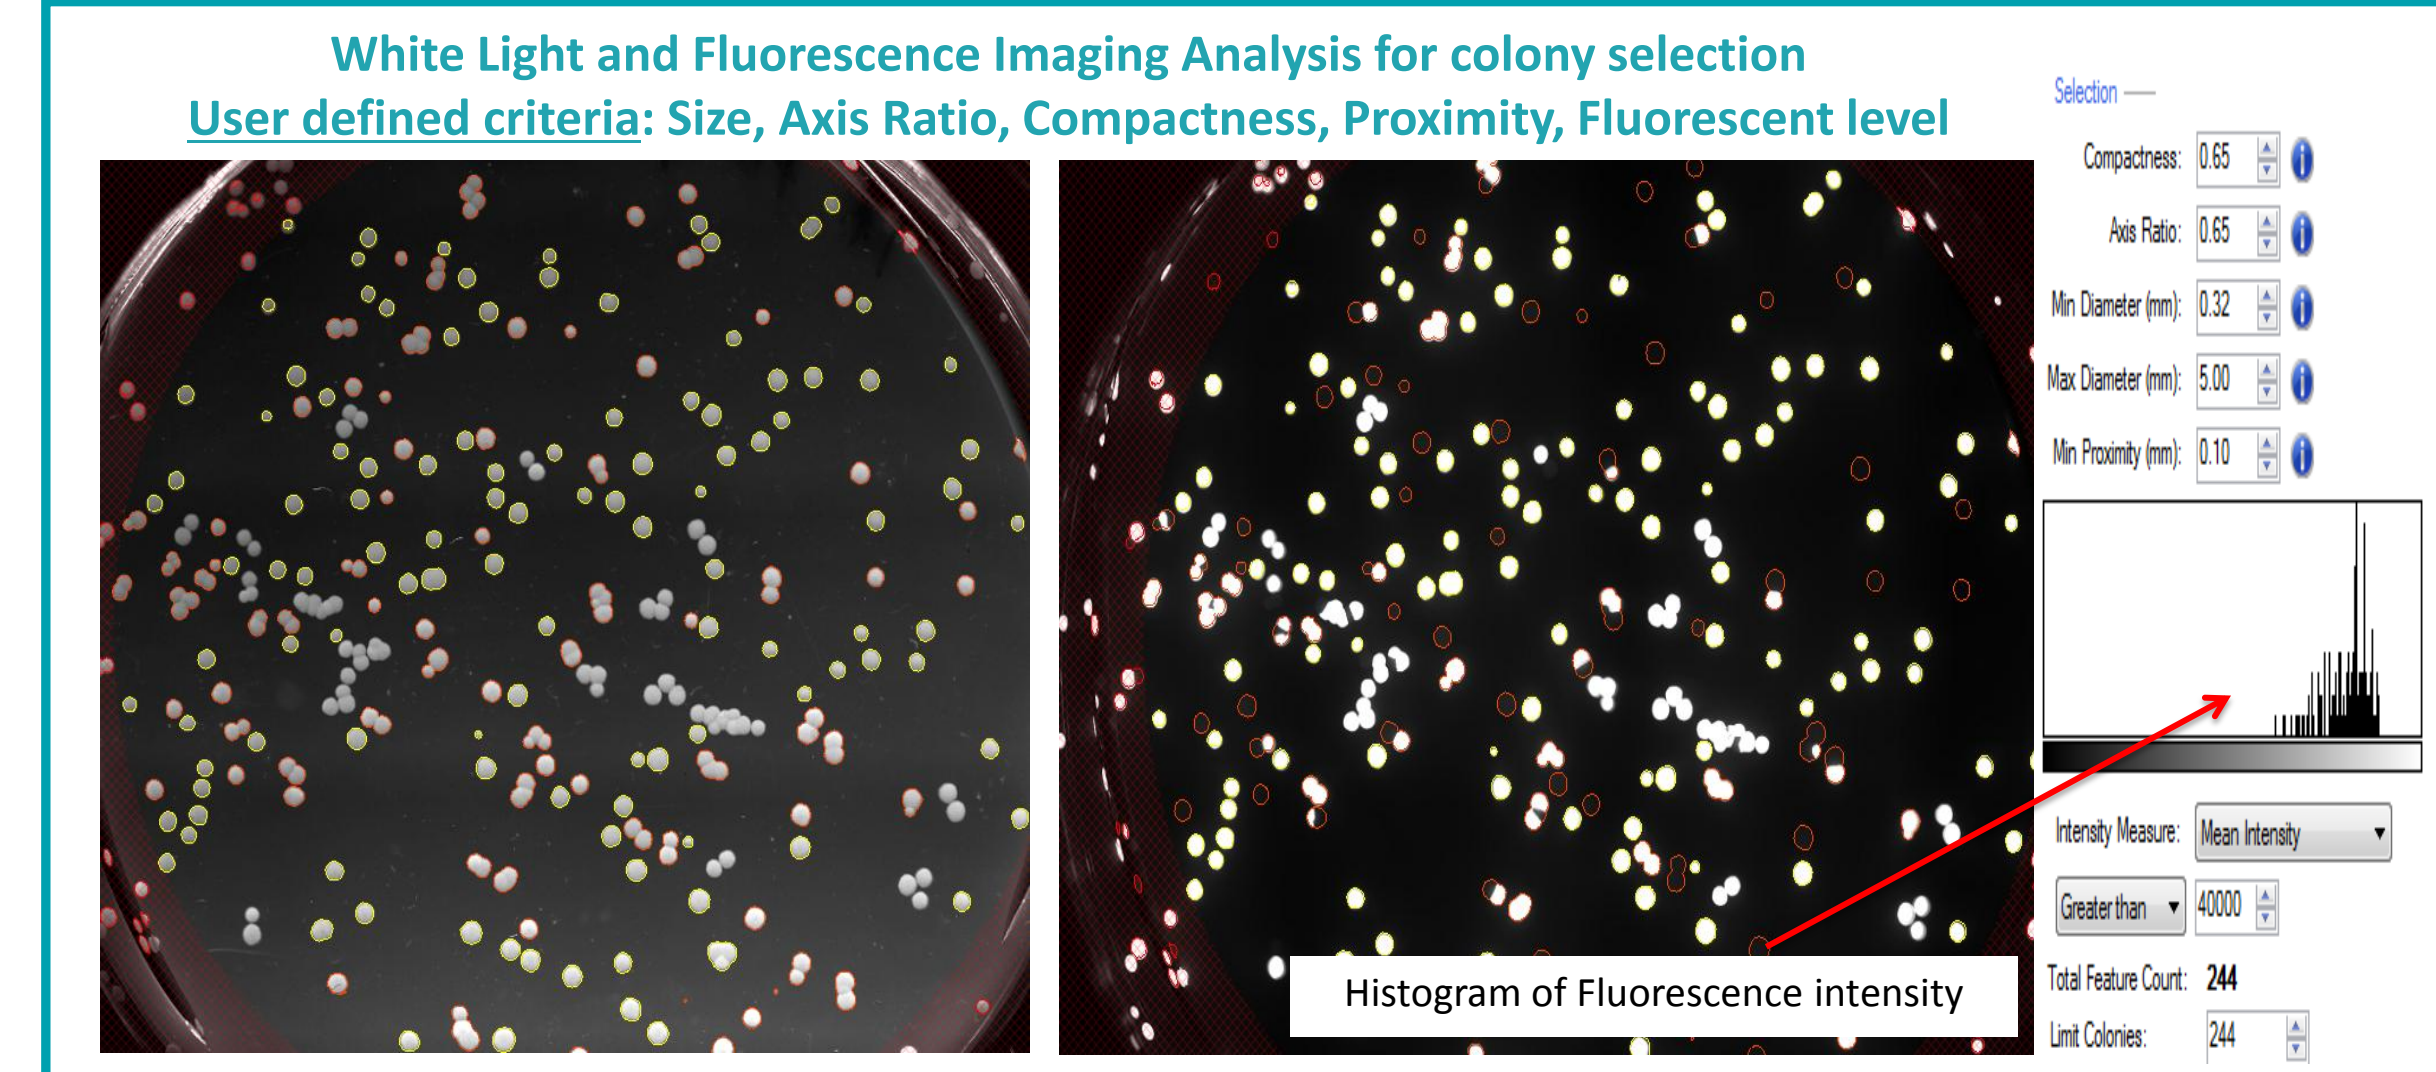 White Light and Fluorescence Imaging Analysis for colony selection
User defined criteria: Size, Axis Ratio, Compactness, Proximity, Fluorescent level
Selection
Compactness: 0.65
Axis Ratio: 0.65
Min Diameter (mm): 0.32
Max Diameter (mm): 5.00
Min Proximity (mm): 0.10
Intensity Measure: Mean Intensity
Greater than 40000
Histogram of Fluorescence intensity
Total Feature Count: 244
Limit Colonies: 244